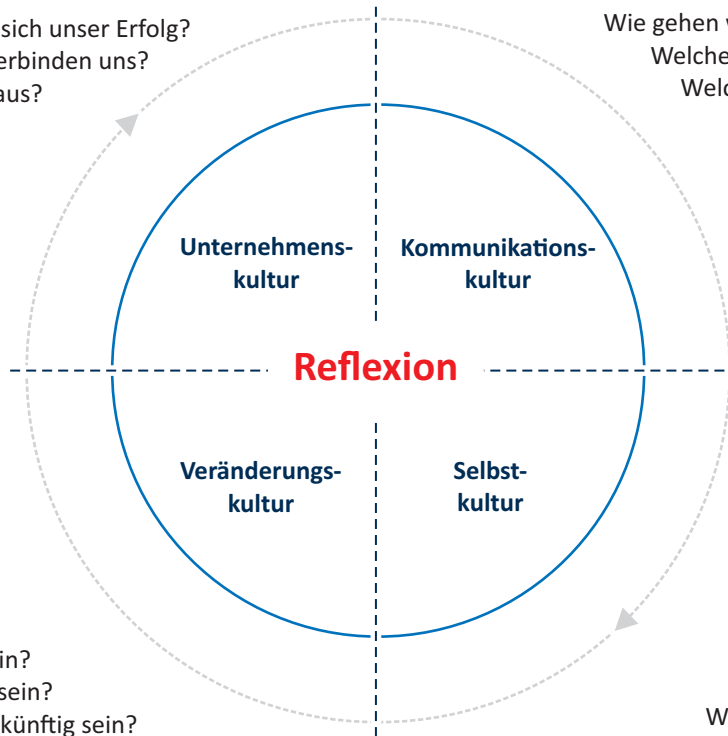 sich unser Erfolg?
erbinden uns?
aus?
Wie gehen w
Welche
Welc
Unternehmens-
kultur
Kommunikations-
kultur
Reflexion
Veränderungs-
kultur
Selbst-
kultur
in?
sein?
künftig sein?
W